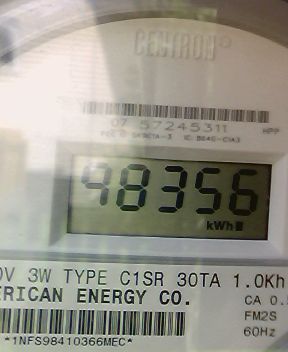 CENTRON
07 57245311
HPP
98356
kWh
0V 3W TYPE C1SR 30TA 1.0Kh
ERICAN ENERGY CO.
CA 0.
FM2S
60Hz
*1NFS98410366MEC*